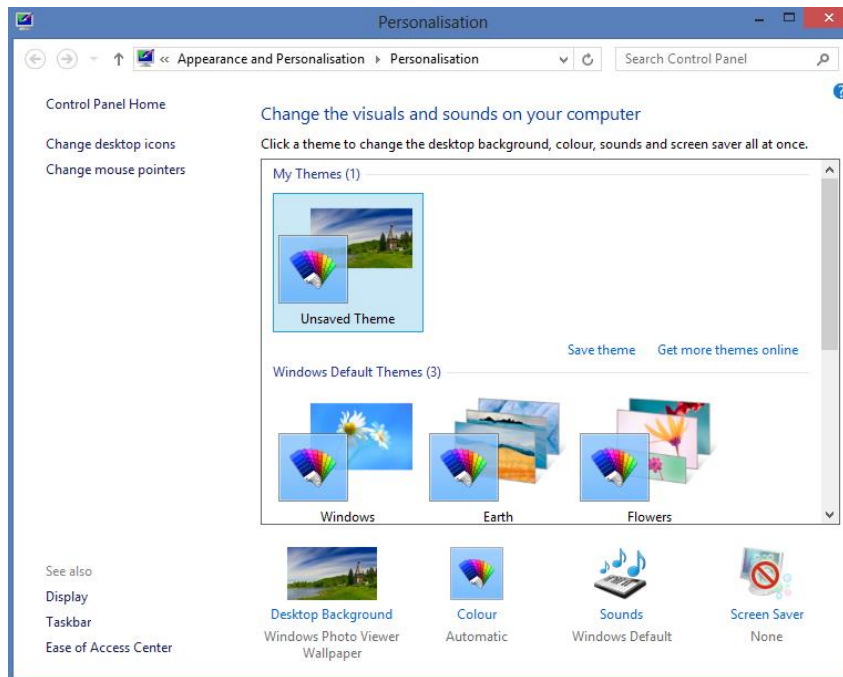 Personalisation
« Appearance and Personalisation Personalisation
Search Control Panel
Control Panel Home
Change desktop icons
Change mouse pointers
Change the visuals and sounds on your computer
Click a theme to change the desktop background, colour, sounds and screen saver all at once.
My Themes (1)
Unsaved Theme
Save theme Get more themes online
Windows Default Themes (3)
Windows Earth Flowers
See also
Display
Taskbar
Ease of Access Center
Desktop Background
Windows Photo Viewer
Wallpaper
Colour
Automatic
Sounds
Windows Default
Screen Saver
None